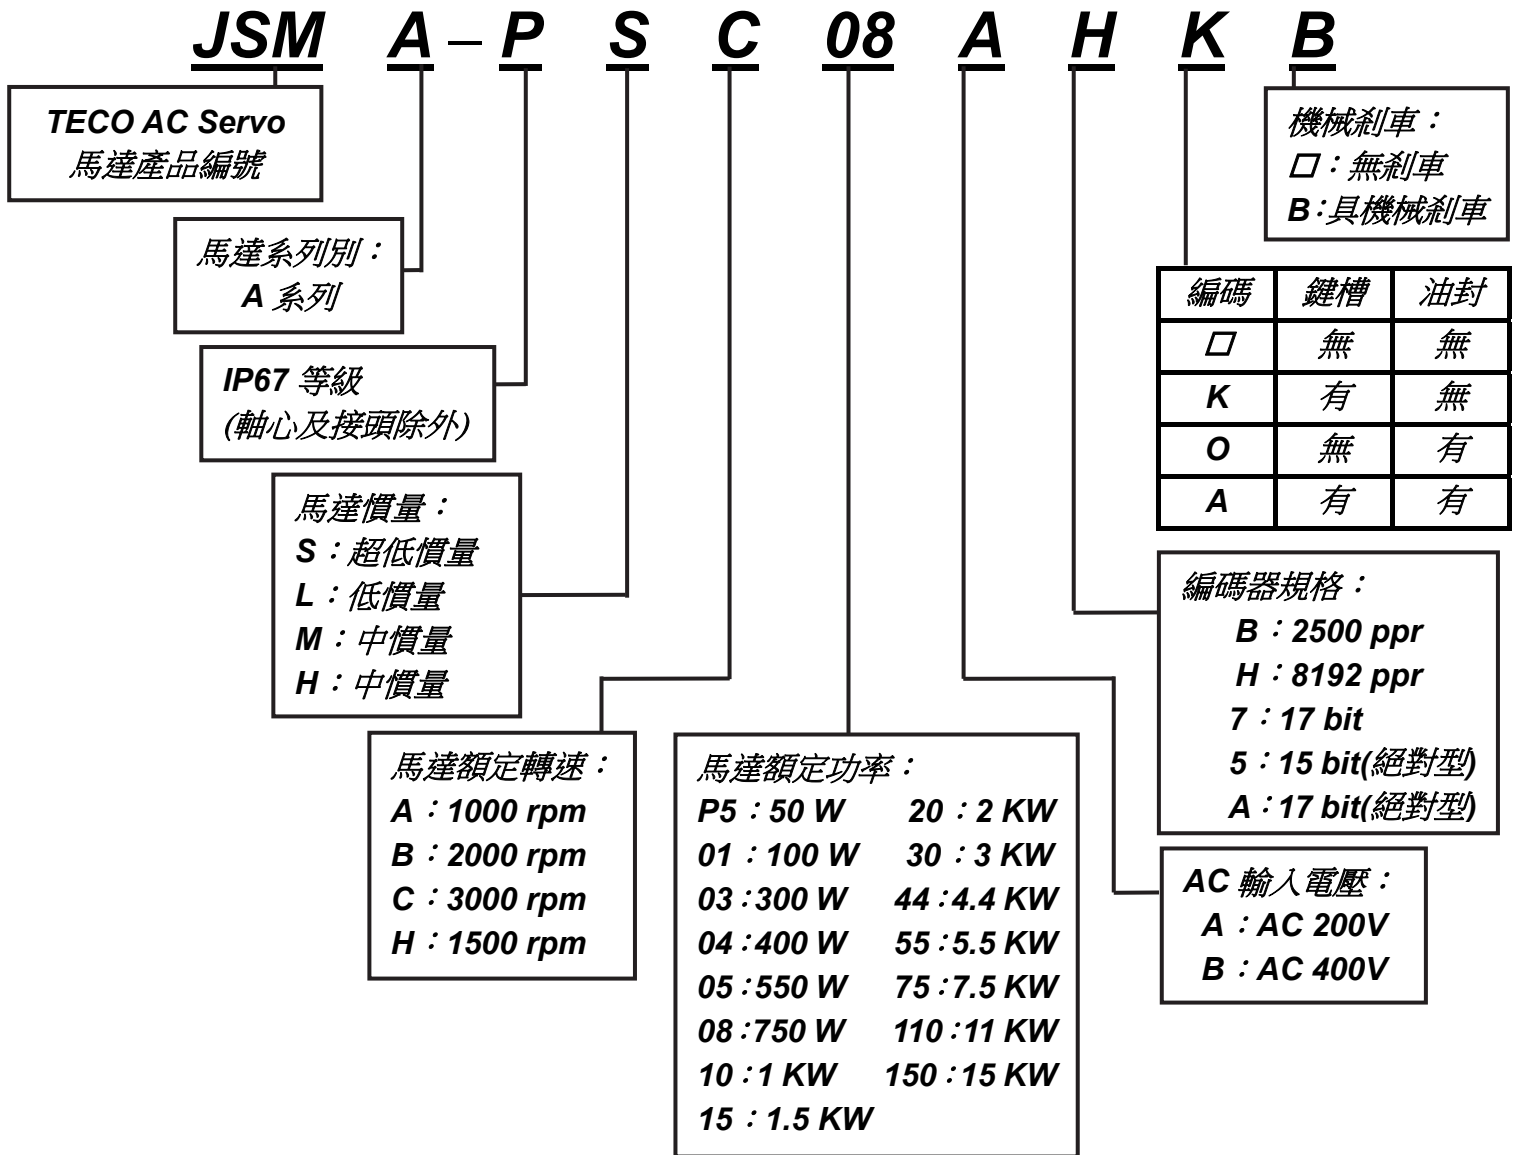 JSM A – P S C 08 A H K B
TECO AC Servo
馬達產品編號
馬達系列別：
A 系列
IP67 等級
(軸心及接頭除外)
馬達慣量：
S：超低慣量
L：低慣量
M：中慣量
H：中慣量
馬達額定轉速：
A：1000 rpm
B：2000 rpm
C：3000 rpm
H：1500 rpm
馬達額定功率：
P5：50 W 20：2 KW
01：100 W 30：3 KW
03：300 W 44：4.4 KW
04：400 W 55：5.5 KW
05：550 W 75：7.5 KW
08：750 W 110：11 KW
10：1 KW 150：15 KW
15：1.5 KW
AC 輸入電壓：
A：AC 200V
B：AC 400V
編碼器規格：
B：2500 ppr
H：8192 ppr
7：17 bit
5：15 bit(絕對型)
A：17 bit(絕對型)
編碼 鍵槽 油封
□ 無 無
K 有 無
O 無 有
A 有 有
機械剎車：
□：無剎車
B：具機械剎車